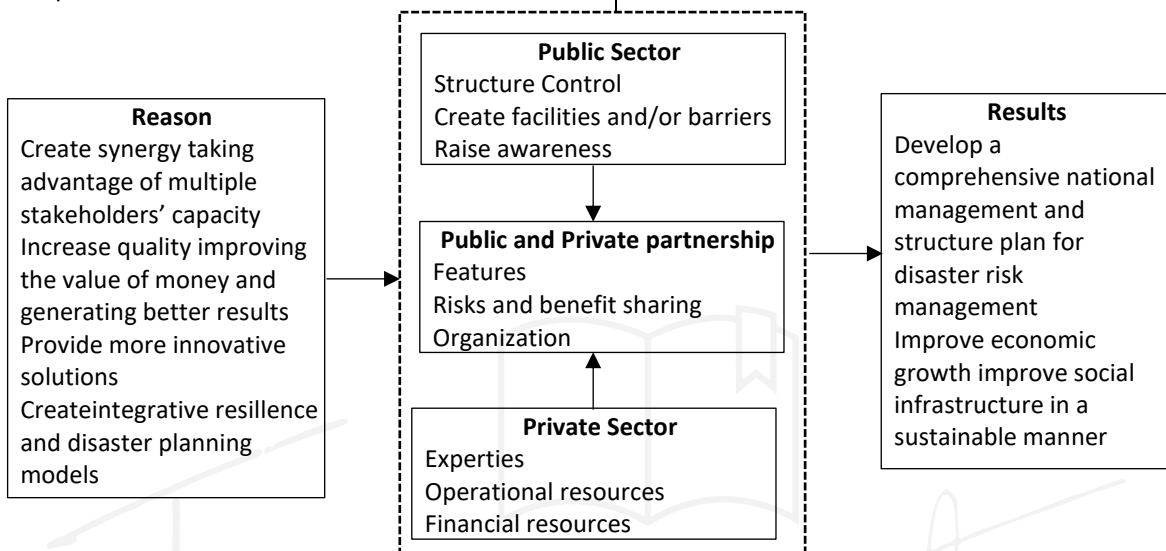 Reason
Create synergy taking
advantage of multiple
stakeholders’ capacity
Increase quality improving
the value of money and
generating better results
Provide more innovative
solutions
Createintegrative resillence
and disaster planning
models
Public Sector
Structure Control
Create facilities and/or barriers
Raise awareness
Public and Private partnership
Features
Risks and benefit sharing
Organization
Private Sector
Experties
Operational resources
Financial resources
Results
Develop a
comprehensive national
management and
structure plan for
disaster risk
management
Improve economic
growth improve social
infrastructure in a
sustainable manner